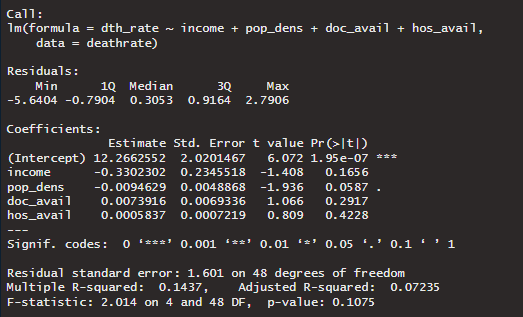 Call:
lm(formula = dth_rate ~ income + pop_dens + doc_avail + hos_avail,
    data = deathrate)

Residuals:
    Min      1Q  Median      3Q     Max
-5.6404 -0.7904  0.3053  0.9164  2.7906

Coefficients:
              Estimate Std. Error t value Pr(>|t|)
(Intercept) 12.2662552  2.0201467   6.072 1.95e-07 ***
income      -0.3302302  0.2345518  -1.408   0.1656
pop_dens    -0.0094629  0.0048868  -1.936   0.0587 .
doc_avail    0.0073916  0.0069336   1.066   0.2917
hos_avail    0.0005837  0.0007219   0.809   0.4228
---
Signif. codes:  0 ‘***’ 0.001 ‘**’ 0.01 ‘*’ 0.05 ‘.’ 0.1 ‘ ’ 1

Residual standard error: 1.601 on 48 degrees of freedom
Multiple R-squared:  0.1437,    Adjusted R-squared:  0.07235
F-statistic: 2.014 on 4 and 48 DF,  p-value: 0.1075